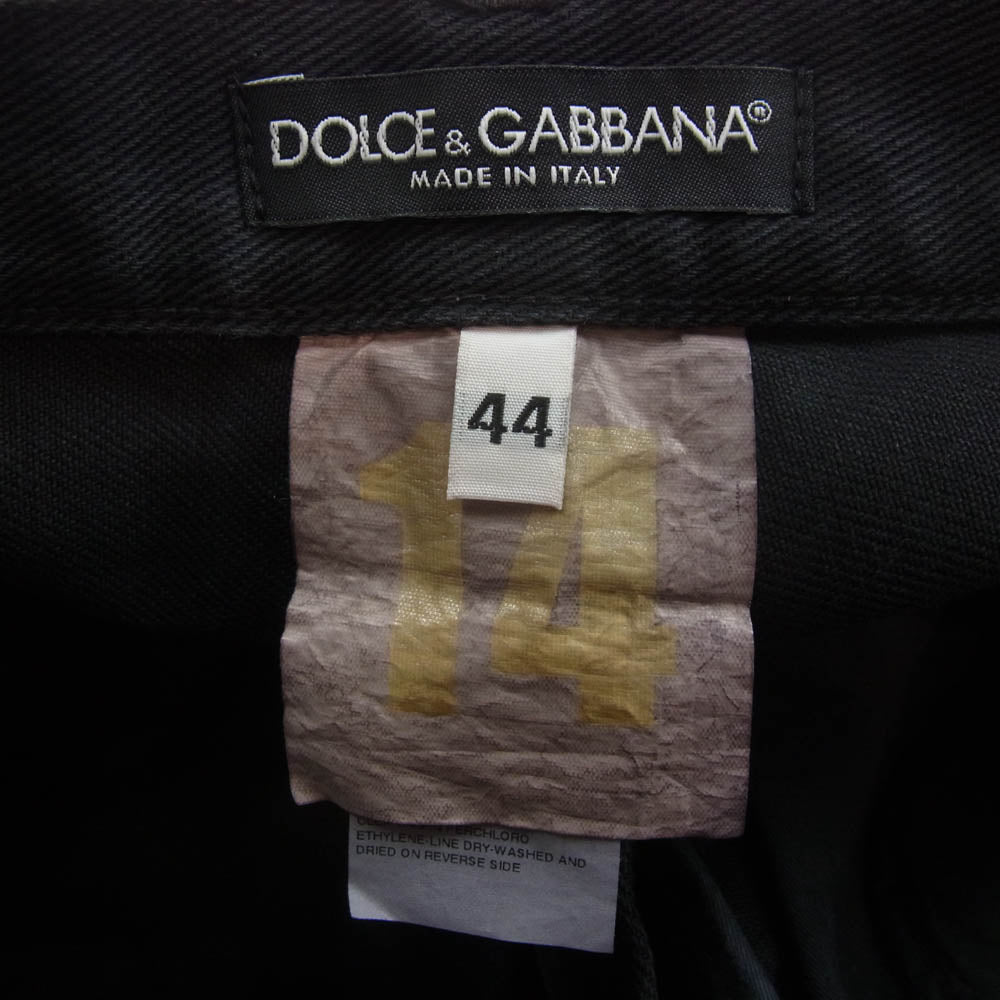 DOLCE & GABBANA®
MADE IN ITALY
44
14
ETHYLENE-LINE DRY-WASHED AND
DRIED ON REVERSE SIDE